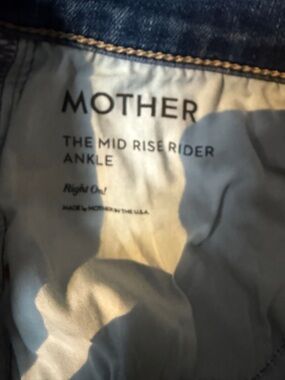 MOTHER
THE MID RISE RIDER
ANKLE
Right On!
MADE by MOTHER IN THE U.S.A.